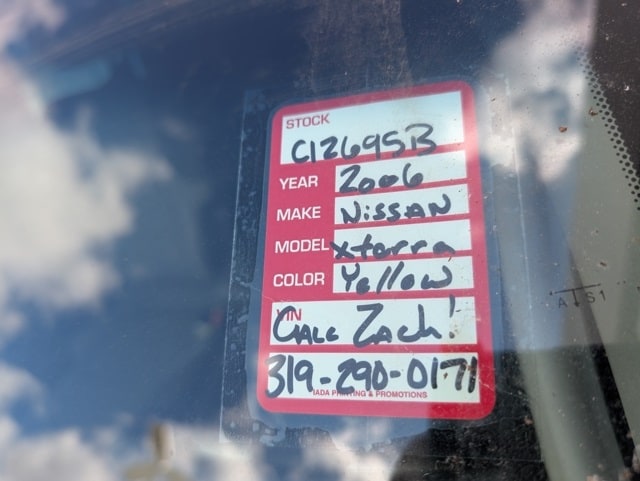 STOCK
C12695B
YEAR 2006
MAKE NiSSAN
MODEL Xterra
COLOR Yellow
VIN
CALL Zach!
319-290-0171
IADA PRINTING & PROMOTIONS
AS1